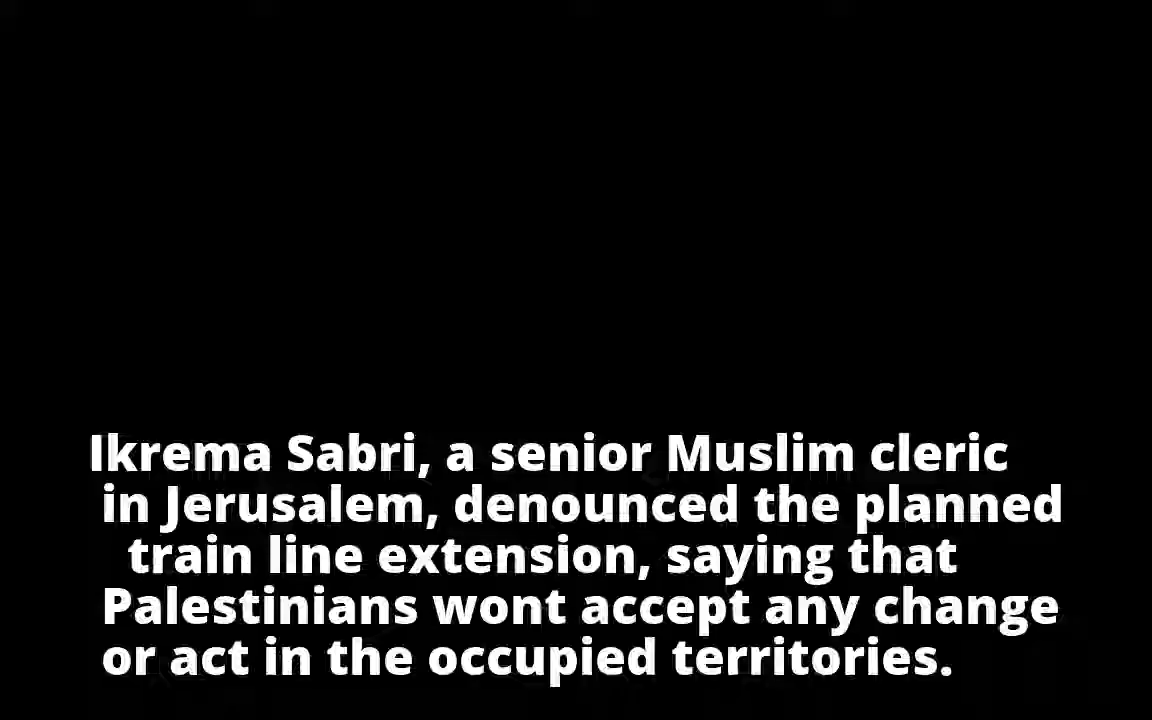 Ikrema Sabri, a senior Muslim cleric
in Jerusalem, denounced the planned
train line extension, saying that
Palestinians wont accept any change
or act in the occupied territories.